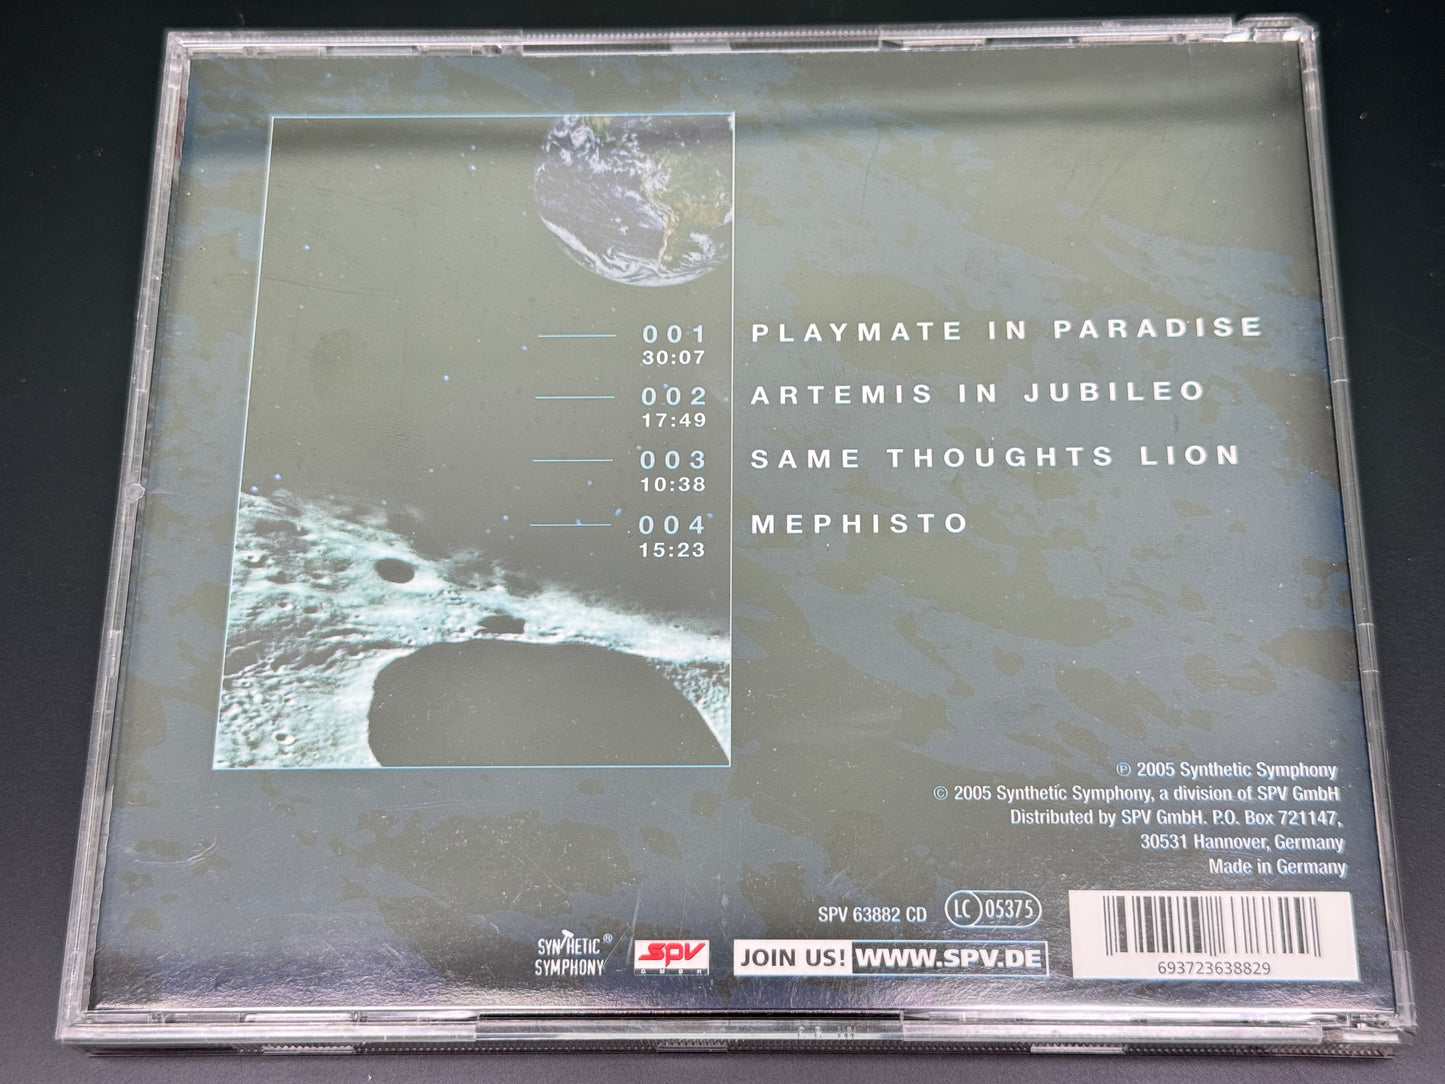 001 PLAYMATE IN PARADISE
30:07
002 ARTEMIS IN JUBILEO
17:49
003 SAME THOUGHTS LION
10:38
004 MEPHISTO
15:23
℗ 2005 Synthetic Symphony
© 2005 Synthetic Symphony, a division of SPV GmbH
Distributed by SPV GmbH. P.O. Box 721147,
30531 Hannover, Germany
Made in Germany
SPV 63882 CD LC 05375
SYNTHETIC®
SYMPHONY
SPV
GMBH
JOIN US! WWW.SPV.DE
693723638829